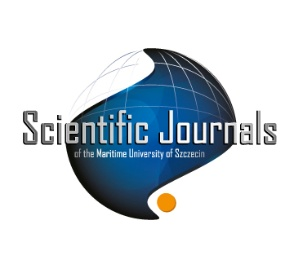 Scientific Journals
of the Maritime University of Szczecin